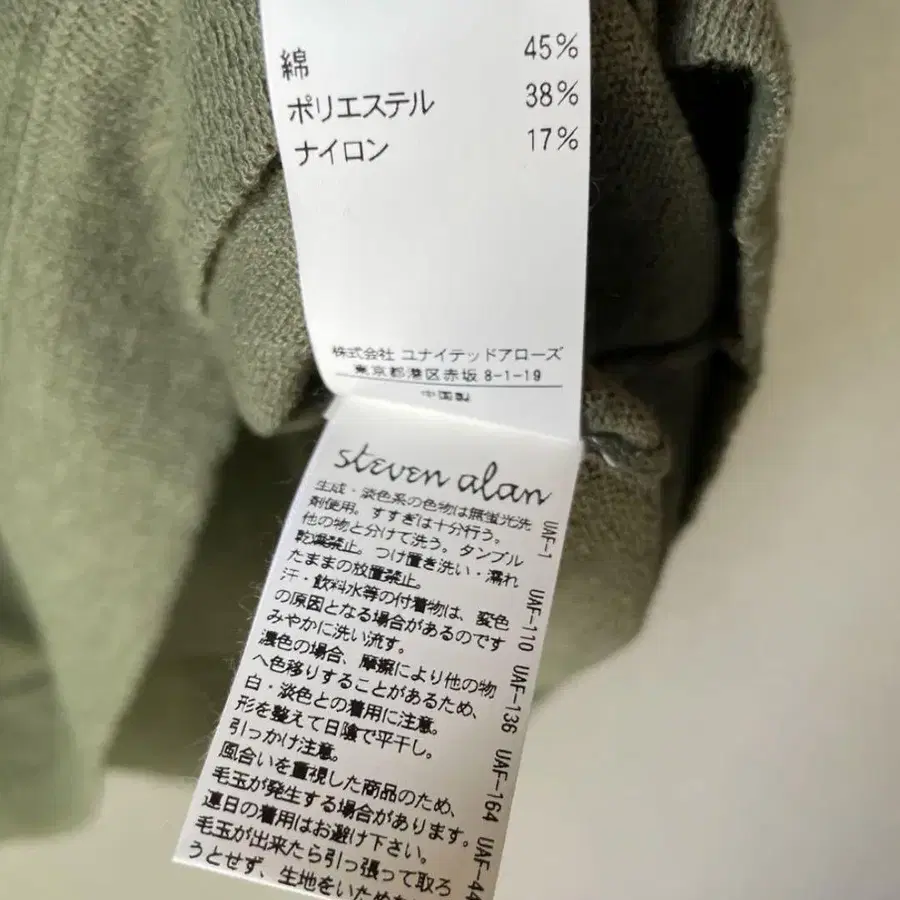 綿 45%
ポリエステル 38%
ナイロン 17%
株式会社 ユナイテッドアローズ
東京都港区赤坂 8-1-19
中国製
steven alan
生成・淡色系の色物は無蛍光洗
剤使用。すすぎは十分行う。
他の物と分けて洗う。タンブル
乾燥禁止。つけ置き洗い・濡れ
たままの放置禁止。
汗・飲料水等の付着物は、変色
の原因となる場合があるのです
みやかに洗い流す。
濃色の場合、摩擦により他の物
へ色移りすることがあるため、
白・淡色との着用に注意。
形を整えて日陰で平干し。
引っかけ注意。
風合いを重視した商品のため、
毛玉が発生する場合があります。
連日の着用はお避け下さい。
毛玉が出来たら引っ張って取ろ
うとせず、生地をいためな
UAF-1 UAF-110 UAF-136 UAF-164 UAF-44